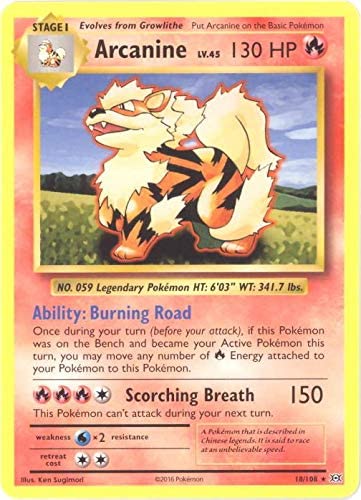 STAGE 1 Evolves from Growlithe Put Arcanine on the Basic Pokémon
Arcanine LV.45 130 HP
NO. 059 Legendary Pokémon HT: 6'03" WT: 341.7 lbs.
Ability: Burning Road
Once during your turn (before your attack), if this Pokémon
was on the Bench and became your Active Pokémon this
turn, you may move any number of Energy attached to
your Pokémon to this Pokémon.
Scorching Breath 150
This Pokémon can't attack during your next turn.
weakness ×2 resistance
retreat
cost
A Pokémon that is described in
Chinese legends. It is said to race
at an unbelievable speed.
Illus. Ken Sugimori ©2016 Pokémon 18/108 ★